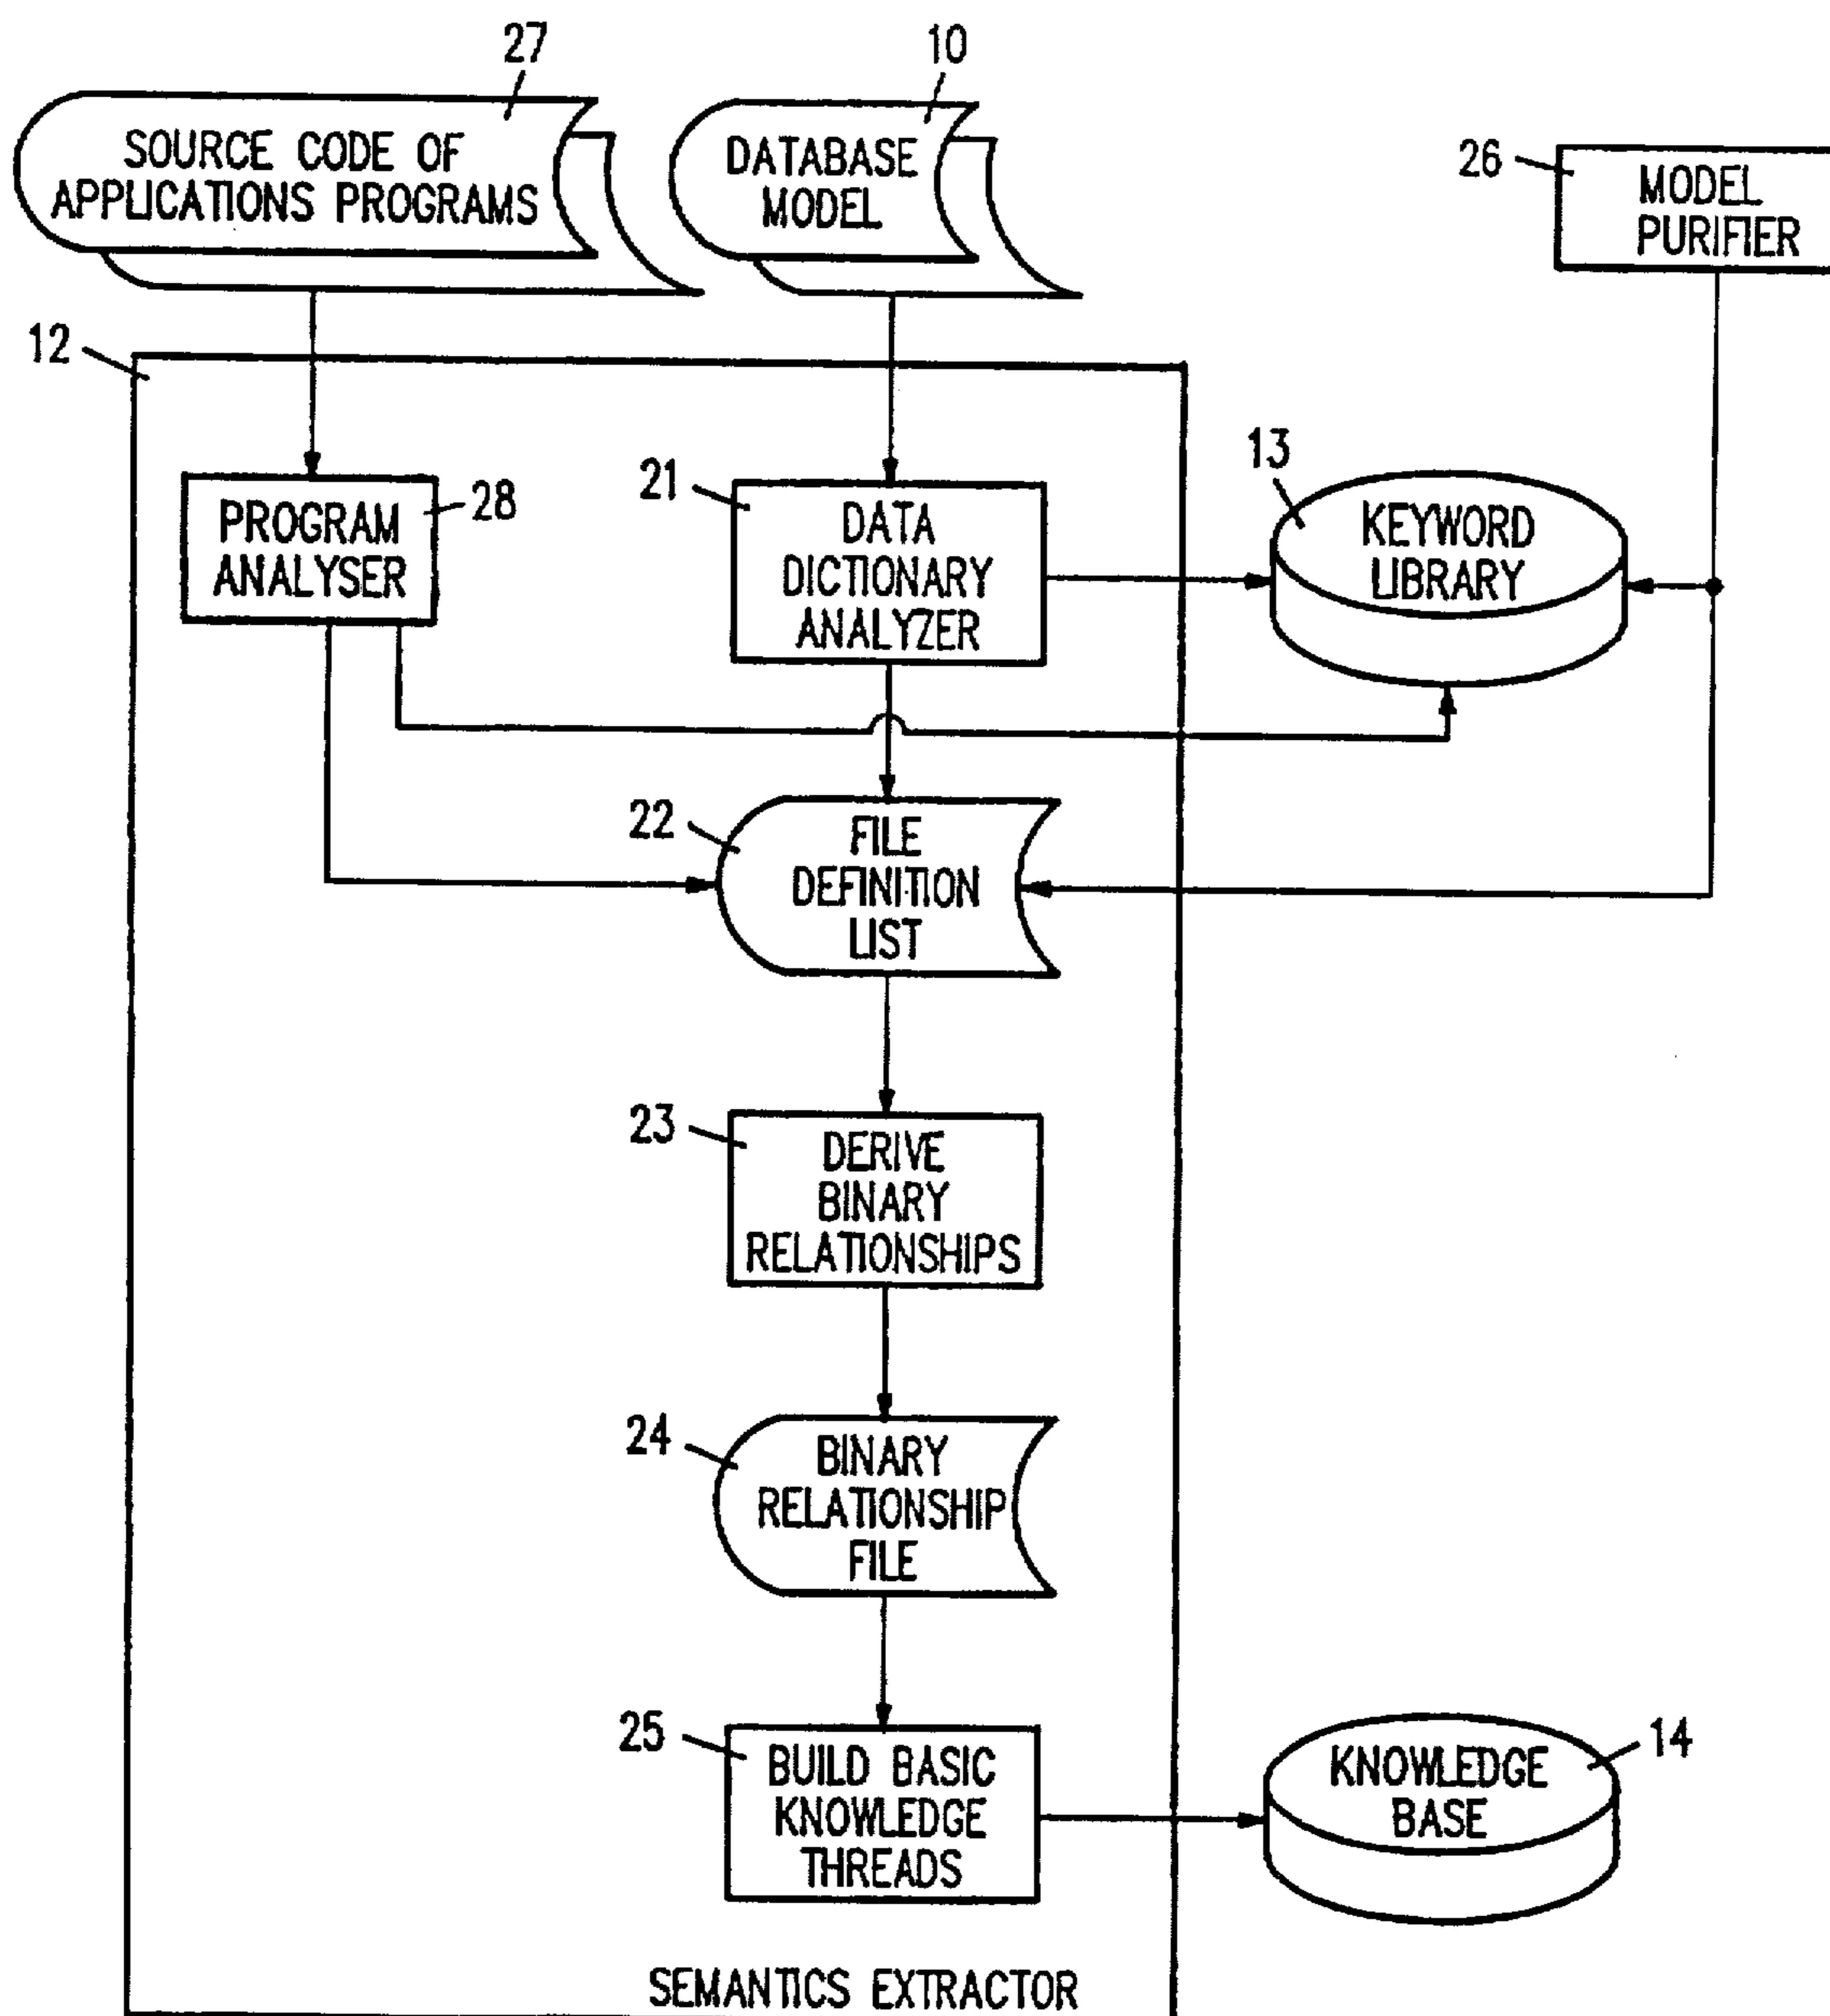 27
10
SOURCE CODE OF
APPLICATIONS PROGRAMS
DATABASE
MODEL
26
MODEL
PURIFIER
12
13
KEYWORD
LIBRARY
PROGRAM
ANALYSER
28
21
DATA
DICTIONARY
ANALYZER
22
FILE
DEFINITION
LIST
23
DERIVE
BINARY
RELATIONSHIPS
24
BINARY
RELATIONSHIP
FILE
25
BUILD BASIC
KNOWLEDGE
THREADS
KNOWLEDGE
BASE
14
SEMANTICS EXTRACTOR